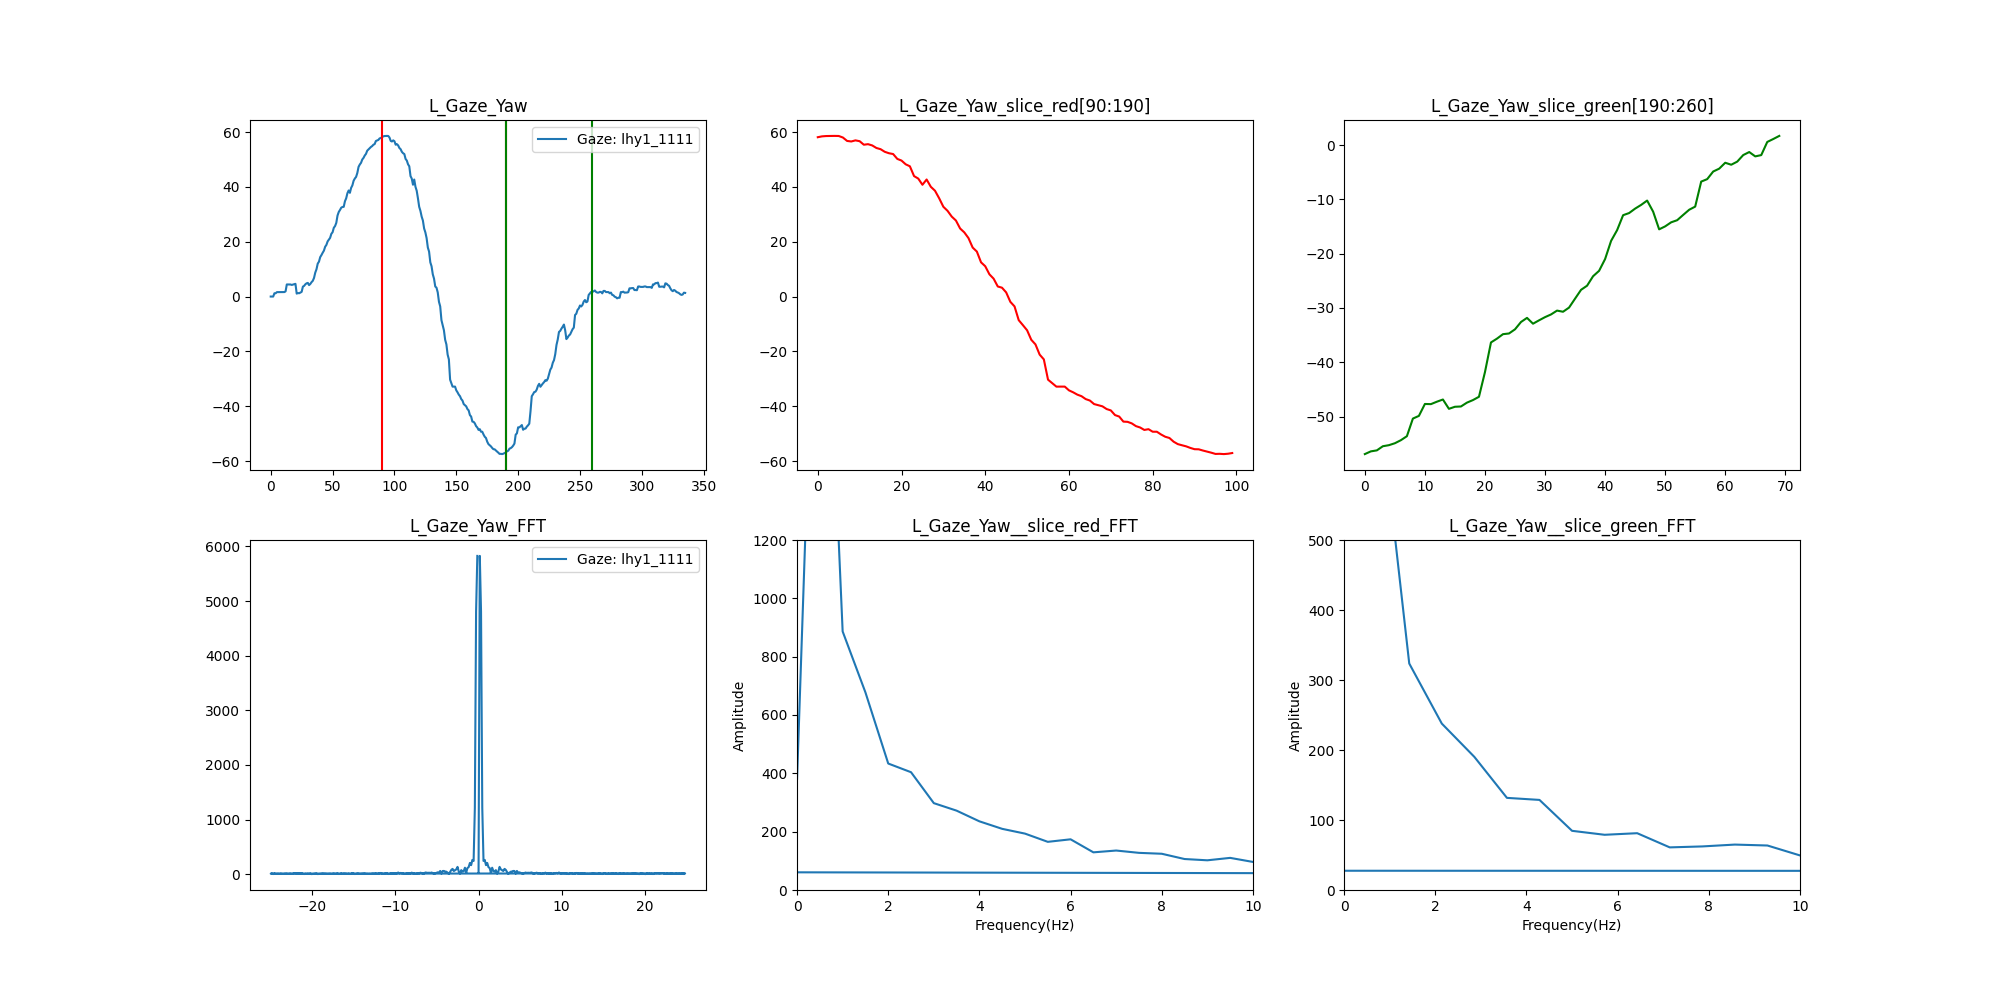 L_Gaze_Yaw
60
40
20
0
−20
−40
−60
0 50 100 150 200 250 300 350
Gaze: lhy1_1111
L_Gaze_Yaw_slice_red[90:190]
60
40
20
0
−20
−40
−60
0 20 40 60 80 100
L_Gaze_Yaw_slice_green[190:260]
0
−10
−20
−30
−40
−50
0 10 20 30 40 50 60 70
L_Gaze_Yaw_FFT
6000
5000
4000
3000
2000
1000
0
−20 −10 0 10 20
Gaze: lhy1_1111
L_Gaze_Yaw__slice_red_FFT
Amplitude
1200
1000
800
600
400
200
0
0 2 4 6 8 10
Frequency(Hz)
L_Gaze_Yaw__slice_green_FFT
Amplitude
500
400
300
200
100
0
0 2 4 6 8 10
Frequency(Hz)